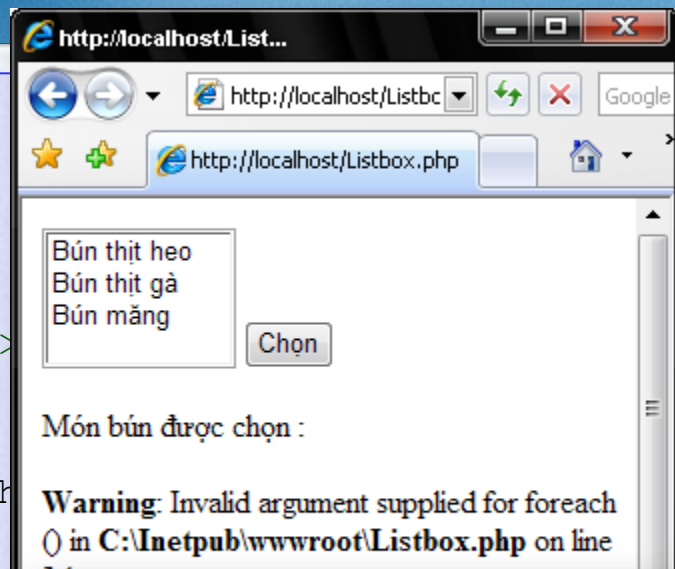 http://localhost/List...
http://localhost/Listbc
Google
http://localhost/Listbox.php
Bún thịt heo
Bún thịt gà
Bún măng
Chọn
Món bún được chọn :
Warning: Invalid argument supplied for foreach
() in C:\Inetpub\wwwroot\Listbox.php on line